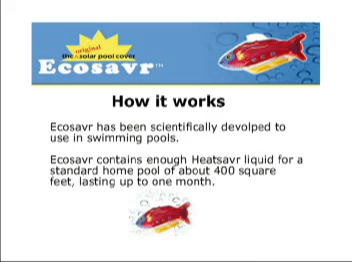 original
the solar pool cover
Ecosavr™
How it works
Ecosavr has been scientifically devolped to
use in swimming pools.
Ecosavr contains enough Heatsavr liquid for a
standard home pool of about 400 square
feet, lasting up to one month.